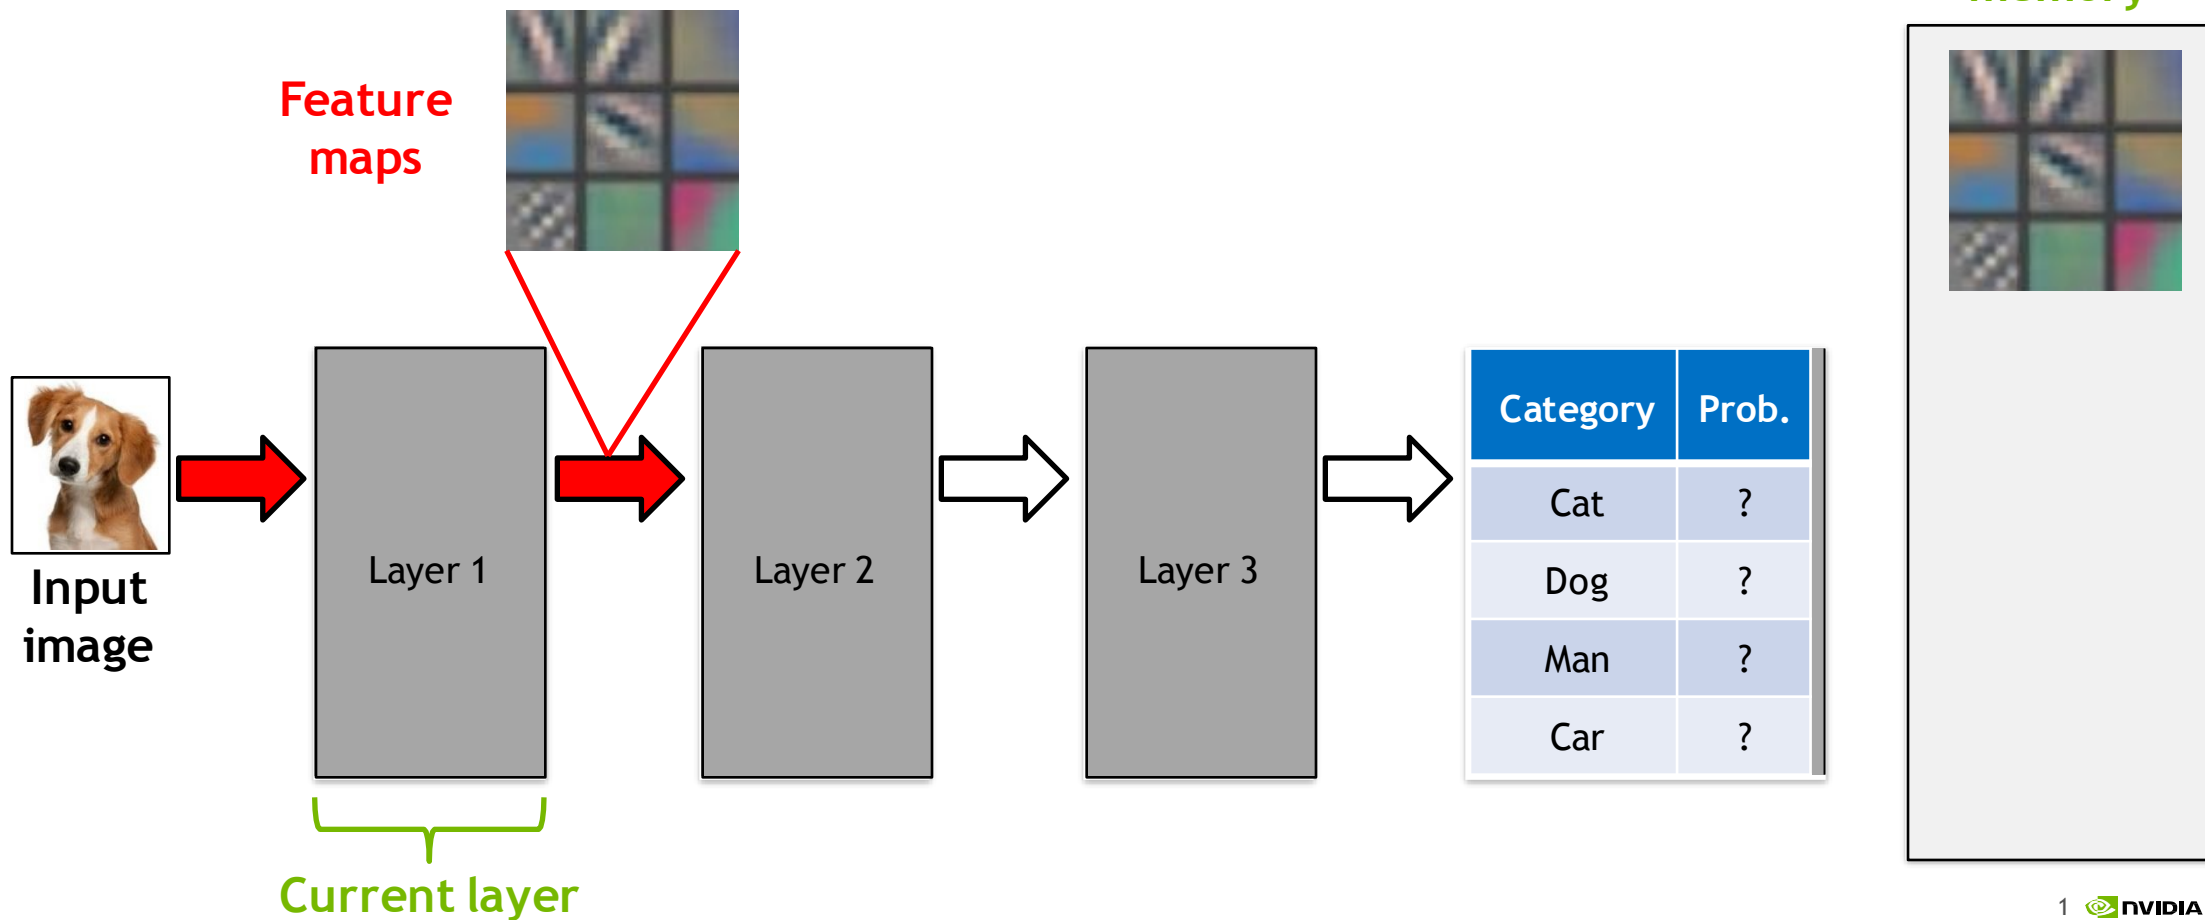 Feature
maps
Input
image
Layer 1
Layer 2
Layer 3
Category Prob.
Cat ?
Dog ?
Man ?
Car ?
Current layer
1 NVIDIA